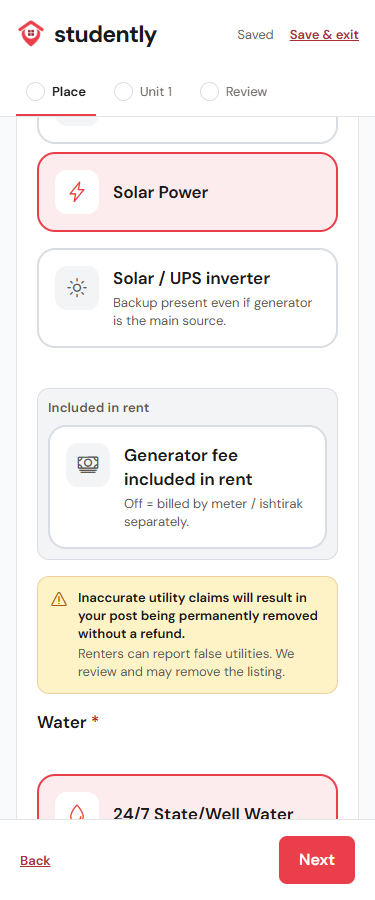 studently
Saved
Save & exit
Place
Unit 1
Review
Solar Power
Solar / UPS inverter
Backup present even if generator
is the main source.
Included in rent
Generator fee
included in rent
Off = billed by meter / ishtirak
separately.
Inaccurate utility claims will result in
your post being permanently removed
without a refund.
Renters can report false utilities. We
review and may remove the listing.
Water *
24/7 State/Well Water
Back
Next